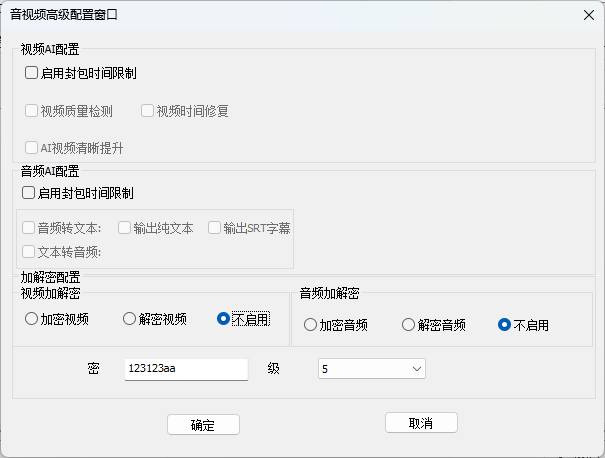 音视频高级配置窗口
视频AI配置
启用封包时间限制
视频质量检测 视频时间修复
AI视频清晰提升
音频AI配置
启用封包时间限制
音频转文本: 输出纯文本 输出SRT字幕
文本转音频:
加解密配置
视频加解密 音频加解密
加密视频 解密视频 不启用 加密音频 解密音频 不启用
密 123123aa 级 5
确定 取消